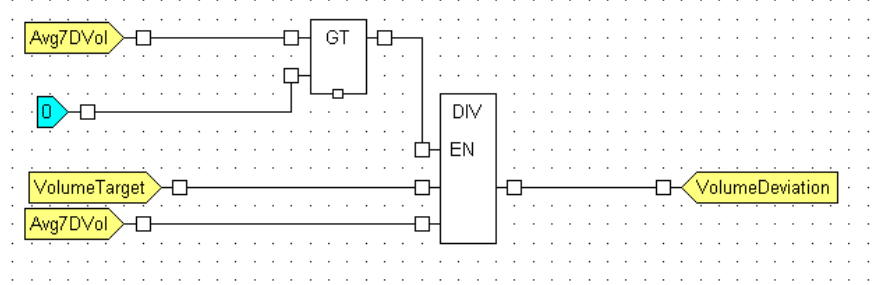 Avg7DVol
GT
0
DIV
EN
VolumeTarget
VolumeDeviation
Avg7DVol